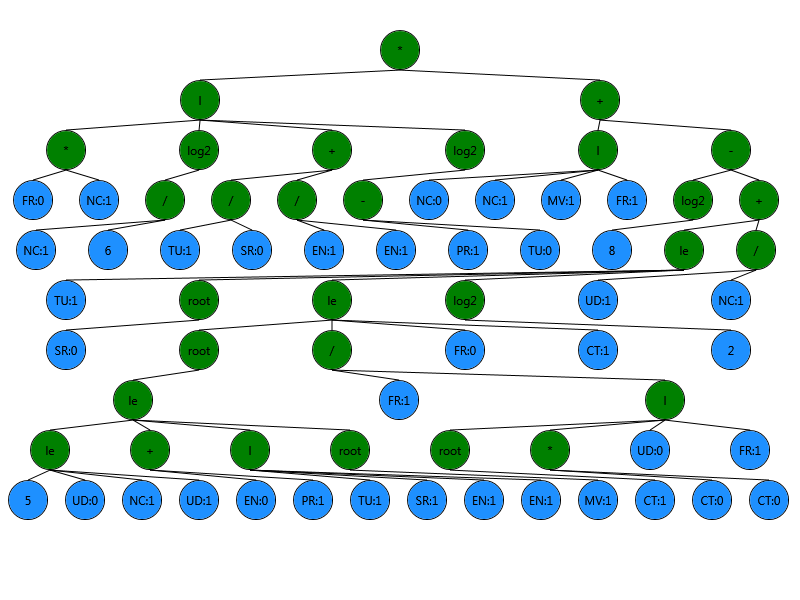 *
I +
* log2 + log2 I -
FR:0 NC:1 / / / - NC:0 NC:1 MV:1 FR:1 log2 +
NC:1 6 TU:1 SR:0 EN:1 EN:1 PR:1 TU:0 8 le /
TU:1 root le log2 UD:1 NC:1
SR:0 root / FR:0 CT:1 2
le FR:1 I
le + I root root * UD:0 FR:1
5 UD:0 NC:1 UD:1 EN:0 PR:1 TU:1 SR:1 EN:1 EN:1 MV:1 CT:1 CT:0 CT:0